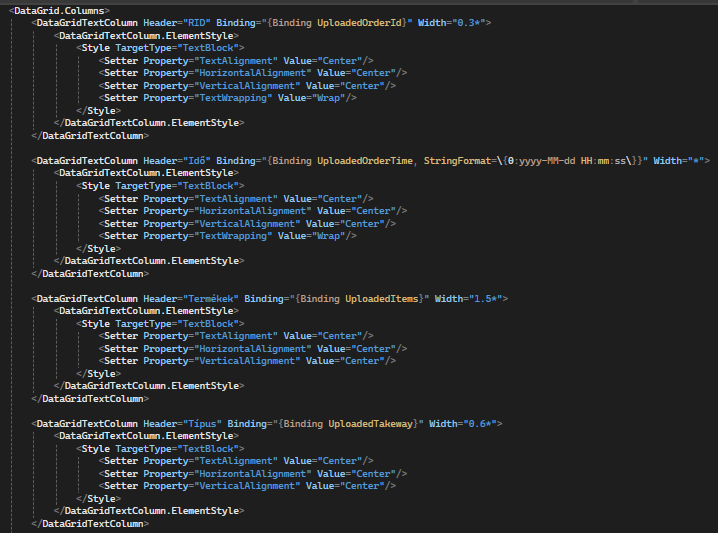 <DataGrid.Columns>
<DataGridTextColumn Header="RID" Binding="{Binding UploadedOrderId}" Width="0.3*">
<DataGridTextColumn.ElementStyle>
<Style TargetType="TextBlock">
<Setter Property="TextAlignment" Value="Center"/>
<Setter Property="HorizontalAlignment" Value="Center"/>
<Setter Property="VerticalAlignment" Value="Center"/>
<Setter Property="TextWrapping" Value="Wrap"/>
</Style>
</DataGridTextColumn.ElementStyle>
</DataGridTextColumn>
<DataGridTextColumn Header="Idő" Binding="{Binding UploadedOrderTime, StringFormat=\{0:yyyy-MM-dd HH:mm:ss\}}" Width="*">
<DataGridTextColumn.ElementStyle>
<Style TargetType="TextBlock">
<Setter Property="TextAlignment" Value="Center"/>
<Setter Property="HorizontalAlignment" Value="Center"/>
<Setter Property="VerticalAlignment" Value="Center"/>
<Setter Property="TextWrapping" Value="Wrap"/>
</Style>
</DataGridTextColumn.ElementStyle>
</DataGridTextColumn>
<DataGridTextColumn Header="Termékek" Binding="{Binding UploadedItems}" Width="1.5*">
<DataGridTextColumn.ElementStyle>
<Style TargetType="TextBlock">
<Setter Property="TextAlignment" Value="Center"/>
<Setter Property="HorizontalAlignment" Value="Center"/>
<Setter Property="VerticalAlignment" Value="Center"/>
</Style>
</DataGridTextColumn.ElementStyle>
</DataGridTextColumn>
<DataGridTextColumn Header="Típus" Binding="{Binding UploadedTakeway}" Width="0.6*">
<DataGridTextColumn.ElementStyle>
<Style TargetType="TextBlock">
<Setter Property="TextAlignment" Value="Center"/>
<Setter Property="HorizontalAlignment" Value="Center"/>
<Setter Property="VerticalAlignment" Value="Center"/>
</Style>
</DataGridTextColumn.ElementStyle>
</DataGridTextColumn>